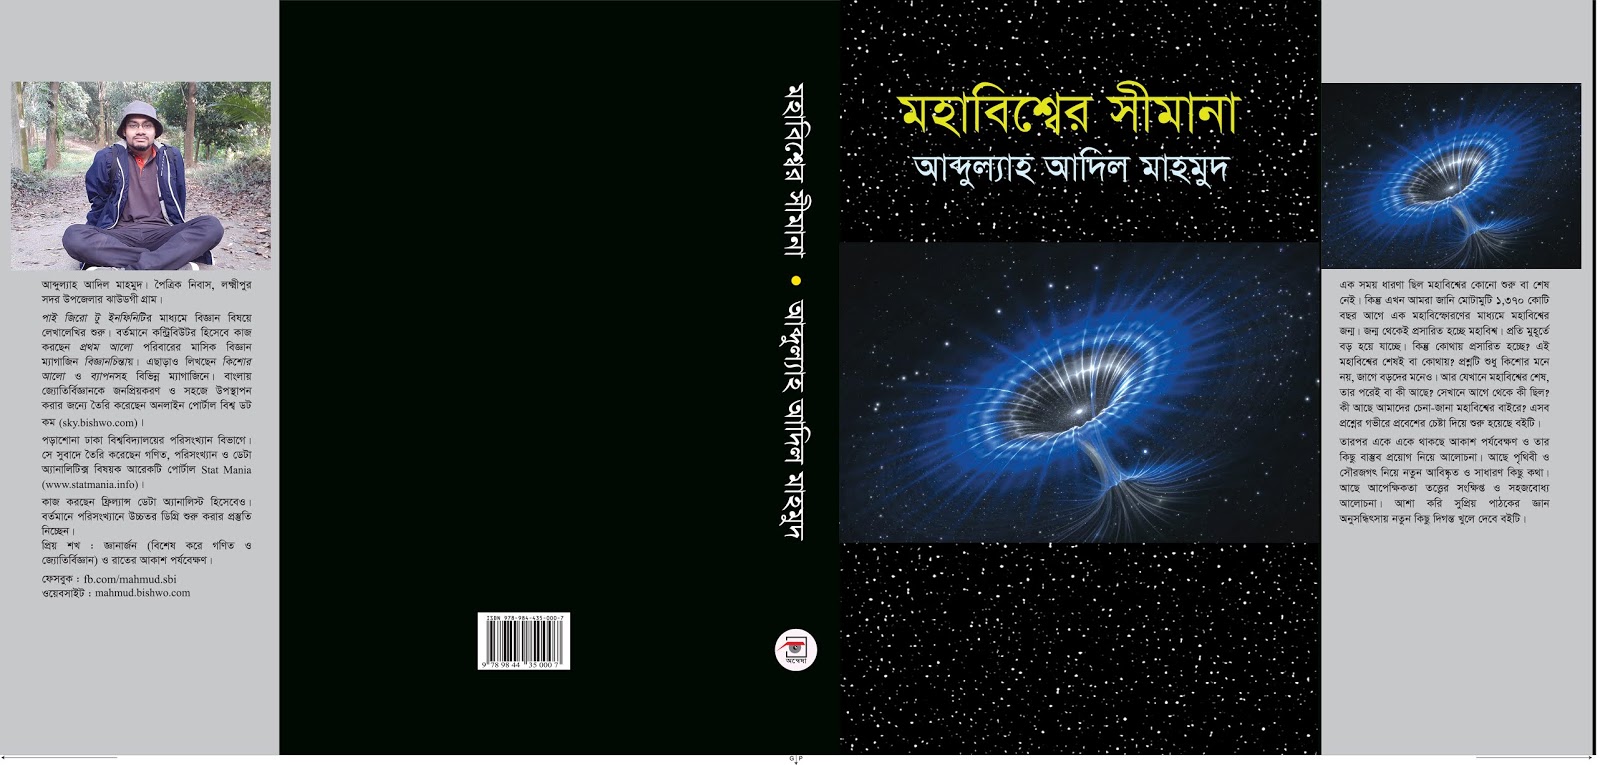 আব্দুল্যাহ আদিল মাহমুদ। পৈত্রিক নিবাস, লক্ষ্মীপুর
সদর উপজেলার ঝাউডগী গ্রাম।
পাই জিরো টু ইনফিনিটির মাধ্যমে বিজ্ঞান বিষয়ে
লেখালেখির শুরু। বর্তমানে কন্ট্রিবিউটর হিসেবে কাজ
করছেন প্রথম আলো পরিবারের মাসিক বিজ্ঞান
ম্যাগাজিন বিজ্ঞানচিন্তায়। এছাড়াও লিখছেন কিশোর
আলো ও ব্যাপনসহ বিভিন্ন ম্যাগাজিনে। বাংলায়
জ্যোতির্বিজ্ঞানকে জনপ্রিয়করণ ও সহজে উপস্থাপন
করার জন্যে তৈরি করেছেন অনলাইন পোর্টাল বিশ্ব ডট
কম (sky.bishwo.com)।
পড়াশোনা ঢাকা বিশ্ববিদ্যালয়ের পরিসংখ্যান বিভাগে।
সে সুবাদে তৈরি করেছেন গণিত, পরিসংখ্যান ও ডেটা
অ্যানালিটিক্স বিষয়ক আরেকটি পোর্টাল Stat Mania
(www.statmania.info)।
কাজ করছেন ফ্রিল্যান্স ডেটা অ্যানালিস্ট হিসেবেও।
বর্তমানে পরিসংখ্যানে উচ্চতর ডিগ্রি শুরু করার প্রস্তুতি
নিচ্ছেন।
প্রিয় শখ : জ্ঞানার্জন (বিশেষ করে গণিত ও
জ্যোতির্বিজ্ঞান) ও রাতের আকাশ পর্যবেক্ষণ।
ফেসবুক : fb.com/mahmud.sbi
ওয়েবসাইট : mahmud.bishwo.com
ISBN 978-984-435-000-7
9 789844 350007
মহাবিশ্বের সীমানা • আব্দুল্যাহ আদিল মাহমুদ
অন্বেষা
মহাবিশ্বের সীমানা
আব্দুল্যাহ আদিল মাহমুদ
এক সময় ধারণা ছিল মহাবিশ্বের কোনো শুরু বা শেষ
নেই। কিন্তু এখন আমরা জানি মোটামুটি ১,৩৭০ কোটি
বছর আগে এক মহাবিস্ফোরণের মাধ্যমে মহাবিশ্বের
জন্ম। জন্ম থেকেই প্রসারিত হচ্ছে মহাবিশ্ব। প্রতি মুহূর্তে
বড় হয়ে যাচ্ছে। কিন্তু কোথায় প্রসারিত হচ্ছে? এই
মহাবিশ্বের শেষই বা কোথায়? প্রশ্নটি শুধু কিশোর মনে
নয়, জাগে বড়দের মনেও। আর যেখানে মহাবিশ্বের শেষ,
তার পরেই বা কী আছে? সেখানে আগে থেকে কী ছিল?
কী আছে আমাদের চেনা-জানা মহাবিশ্বের বাইরে? এসব
প্রশ্নের গভীরে প্রবেশের চেষ্টা দিয়ে শুরু হয়েছে বইটি।
তারপর একে একে থাকছে আকাশ পর্যবেক্ষণ ও তার
কিছু বাস্তব প্রয়োগ নিয়ে আলোচনা। আছে পৃথিবী ও
সৌরজগৎ নিয়ে নতুন আবিষ্কৃত ও সাধারণ কিছু কথা।
আছে আপেক্ষিকতা তত্ত্বের সংক্ষিপ্ত ও সহজবোধ্য
আলোচনা। আশা করি সুপ্রিয় পাঠকের জ্ঞান
অনুসন্ধিৎসায় নতুন কিছু দিগন্ত খুলে দেবে বইটি।
G P